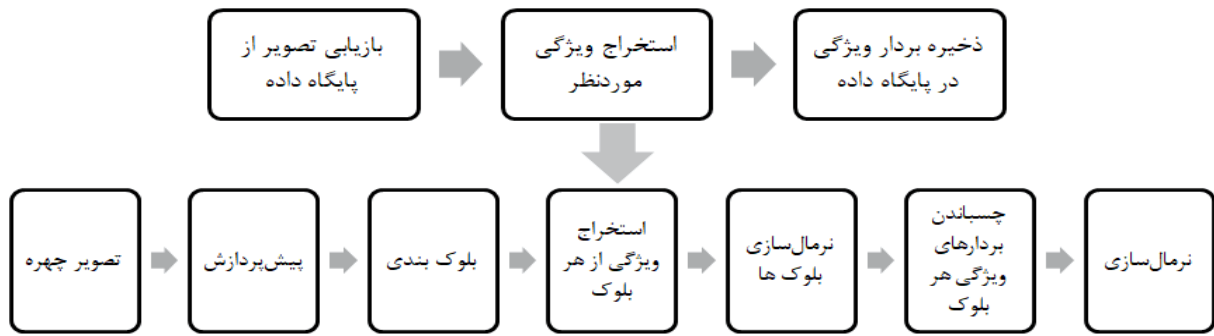 بازیابی تصویر از
پایگاه داده
استخراج ویژگی
موردنظر
ذخیره بردار ویژگی
در پایگاه داده
تصویر چهره
پیش‌پردازش
بلوک بندی
استخراج
ویژگی از هر
بلوک
نرمال‌سازی
بلوک ها
چسباندن
بردارهای
ویژگی هر
بلوک
نرمال‌سازی